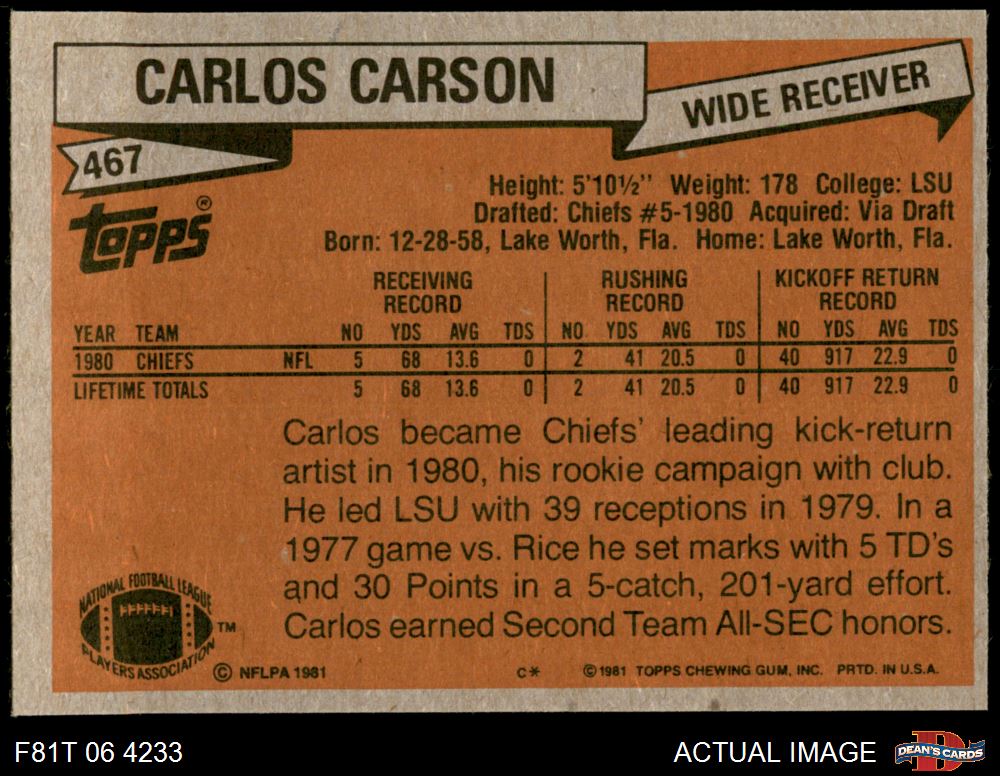 CARLOS CARSON
WIDE RECEIVER
467
topps®
Height: 5'10½" Weight: 178 College: LSU
Drafted: Chiefs #5-1980 Acquired: Via Draft
Born: 12-28-58, Lake Worth, Fla. Home: Lake Worth, Fla.
RECEIVING RECORD RUSHING RECORD KICKOFF RETURN RECORD
YEAR TEAM NO YDS AVG TDS NO YDS AVG TDS NO YDS AVG TDS
1980 CHIEFS NFL 5 68 13.6 0 2 41 20.5 0 40 917 22.9 0
LIFETIME TOTALS 5 68 13.6 0 2 41 20.5 0 40 917 22.9 0
Carlos became Chiefs' leading kick-return
artist in 1980, his rookie campaign with club.
He led LSU with 39 receptions in 1979. In a
1977 game vs. Rice he set marks with 5 TD's
and 30 Points in a 5-catch, 201-yard effort.
Carlos earned Second Team All-SEC honors.
NATIONAL FOOTBALL LEAGUE
PLAYERS ASSOCIATION
TM
© NFLPA 1981
C*
© 1981 TOPPS CHEWING GUM, INC. PRTD. IN U.S.A.
F81T 06 4233
ACTUAL IMAGE
D
DEAN'S CARDS